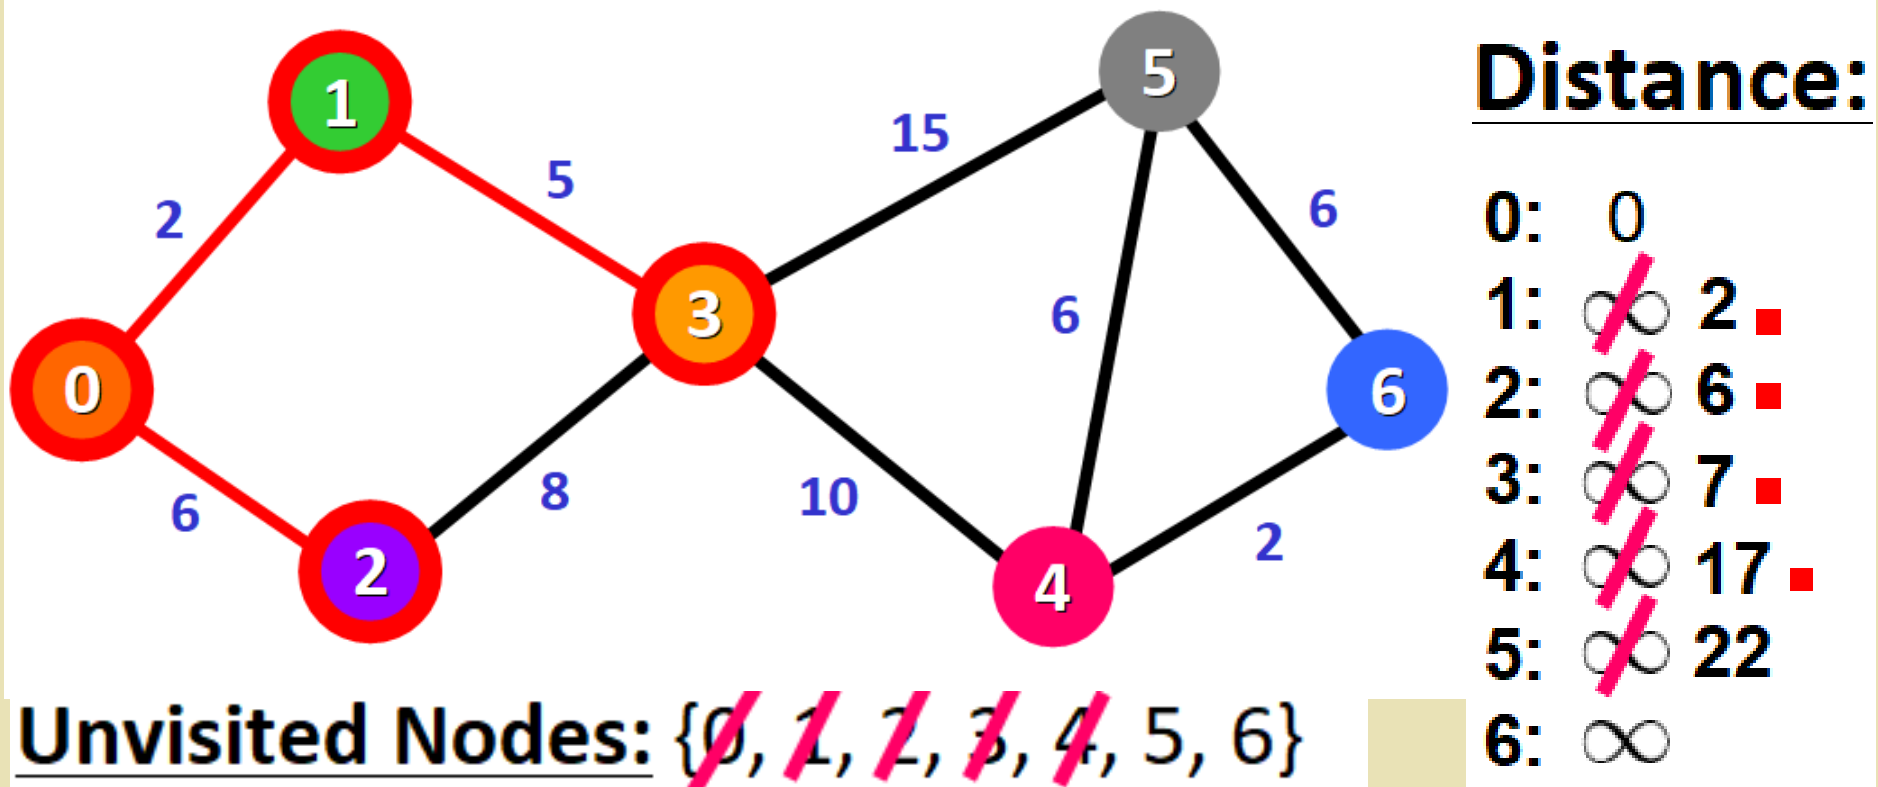 1
5
15
Distance:
2
5
6
0: 0
1: ∞ 2
3
6
0
6
2: ∞ 6
6
8
10
3: ∞ 7
2
2
4
4: ∞ 17
5: ∞ 22
Unvisited Nodes: {0, 1, 2, 3, 4, 5, 6}
6: ∞